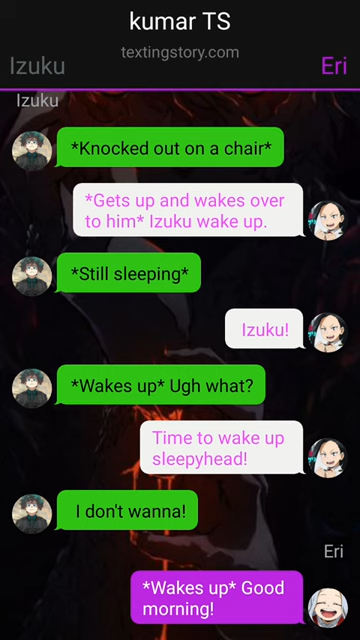 kumar TS
textingstory.com
Izuku
Eri
Izuku
*Knocked out on a chair*
*Gets up and wakes over
to him* Izuku wake up.
*Still sleeping*
Izuku!
*Wakes up* Ugh what?
Time to wake up
sleepyhead!
I don't wanna!
Eri
*Wakes up* Good
morning!